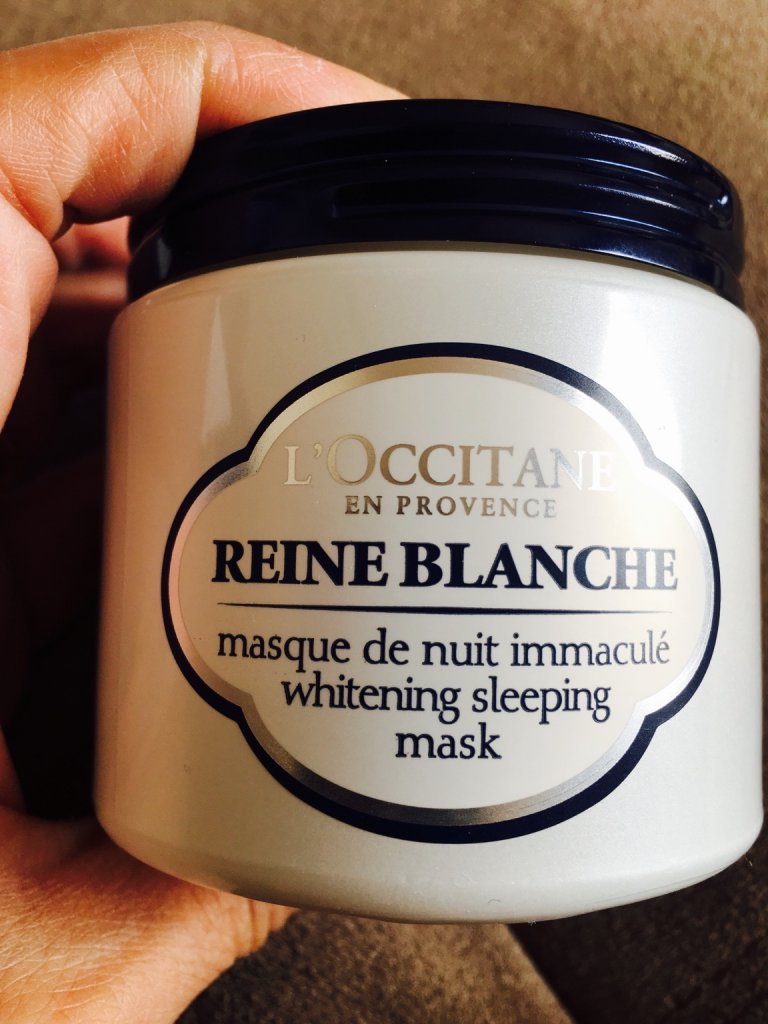 L'OCCITANE
EN PROVENCE
REINE BLANCHE
masque de nuit immaculé
whitening sleeping
mask